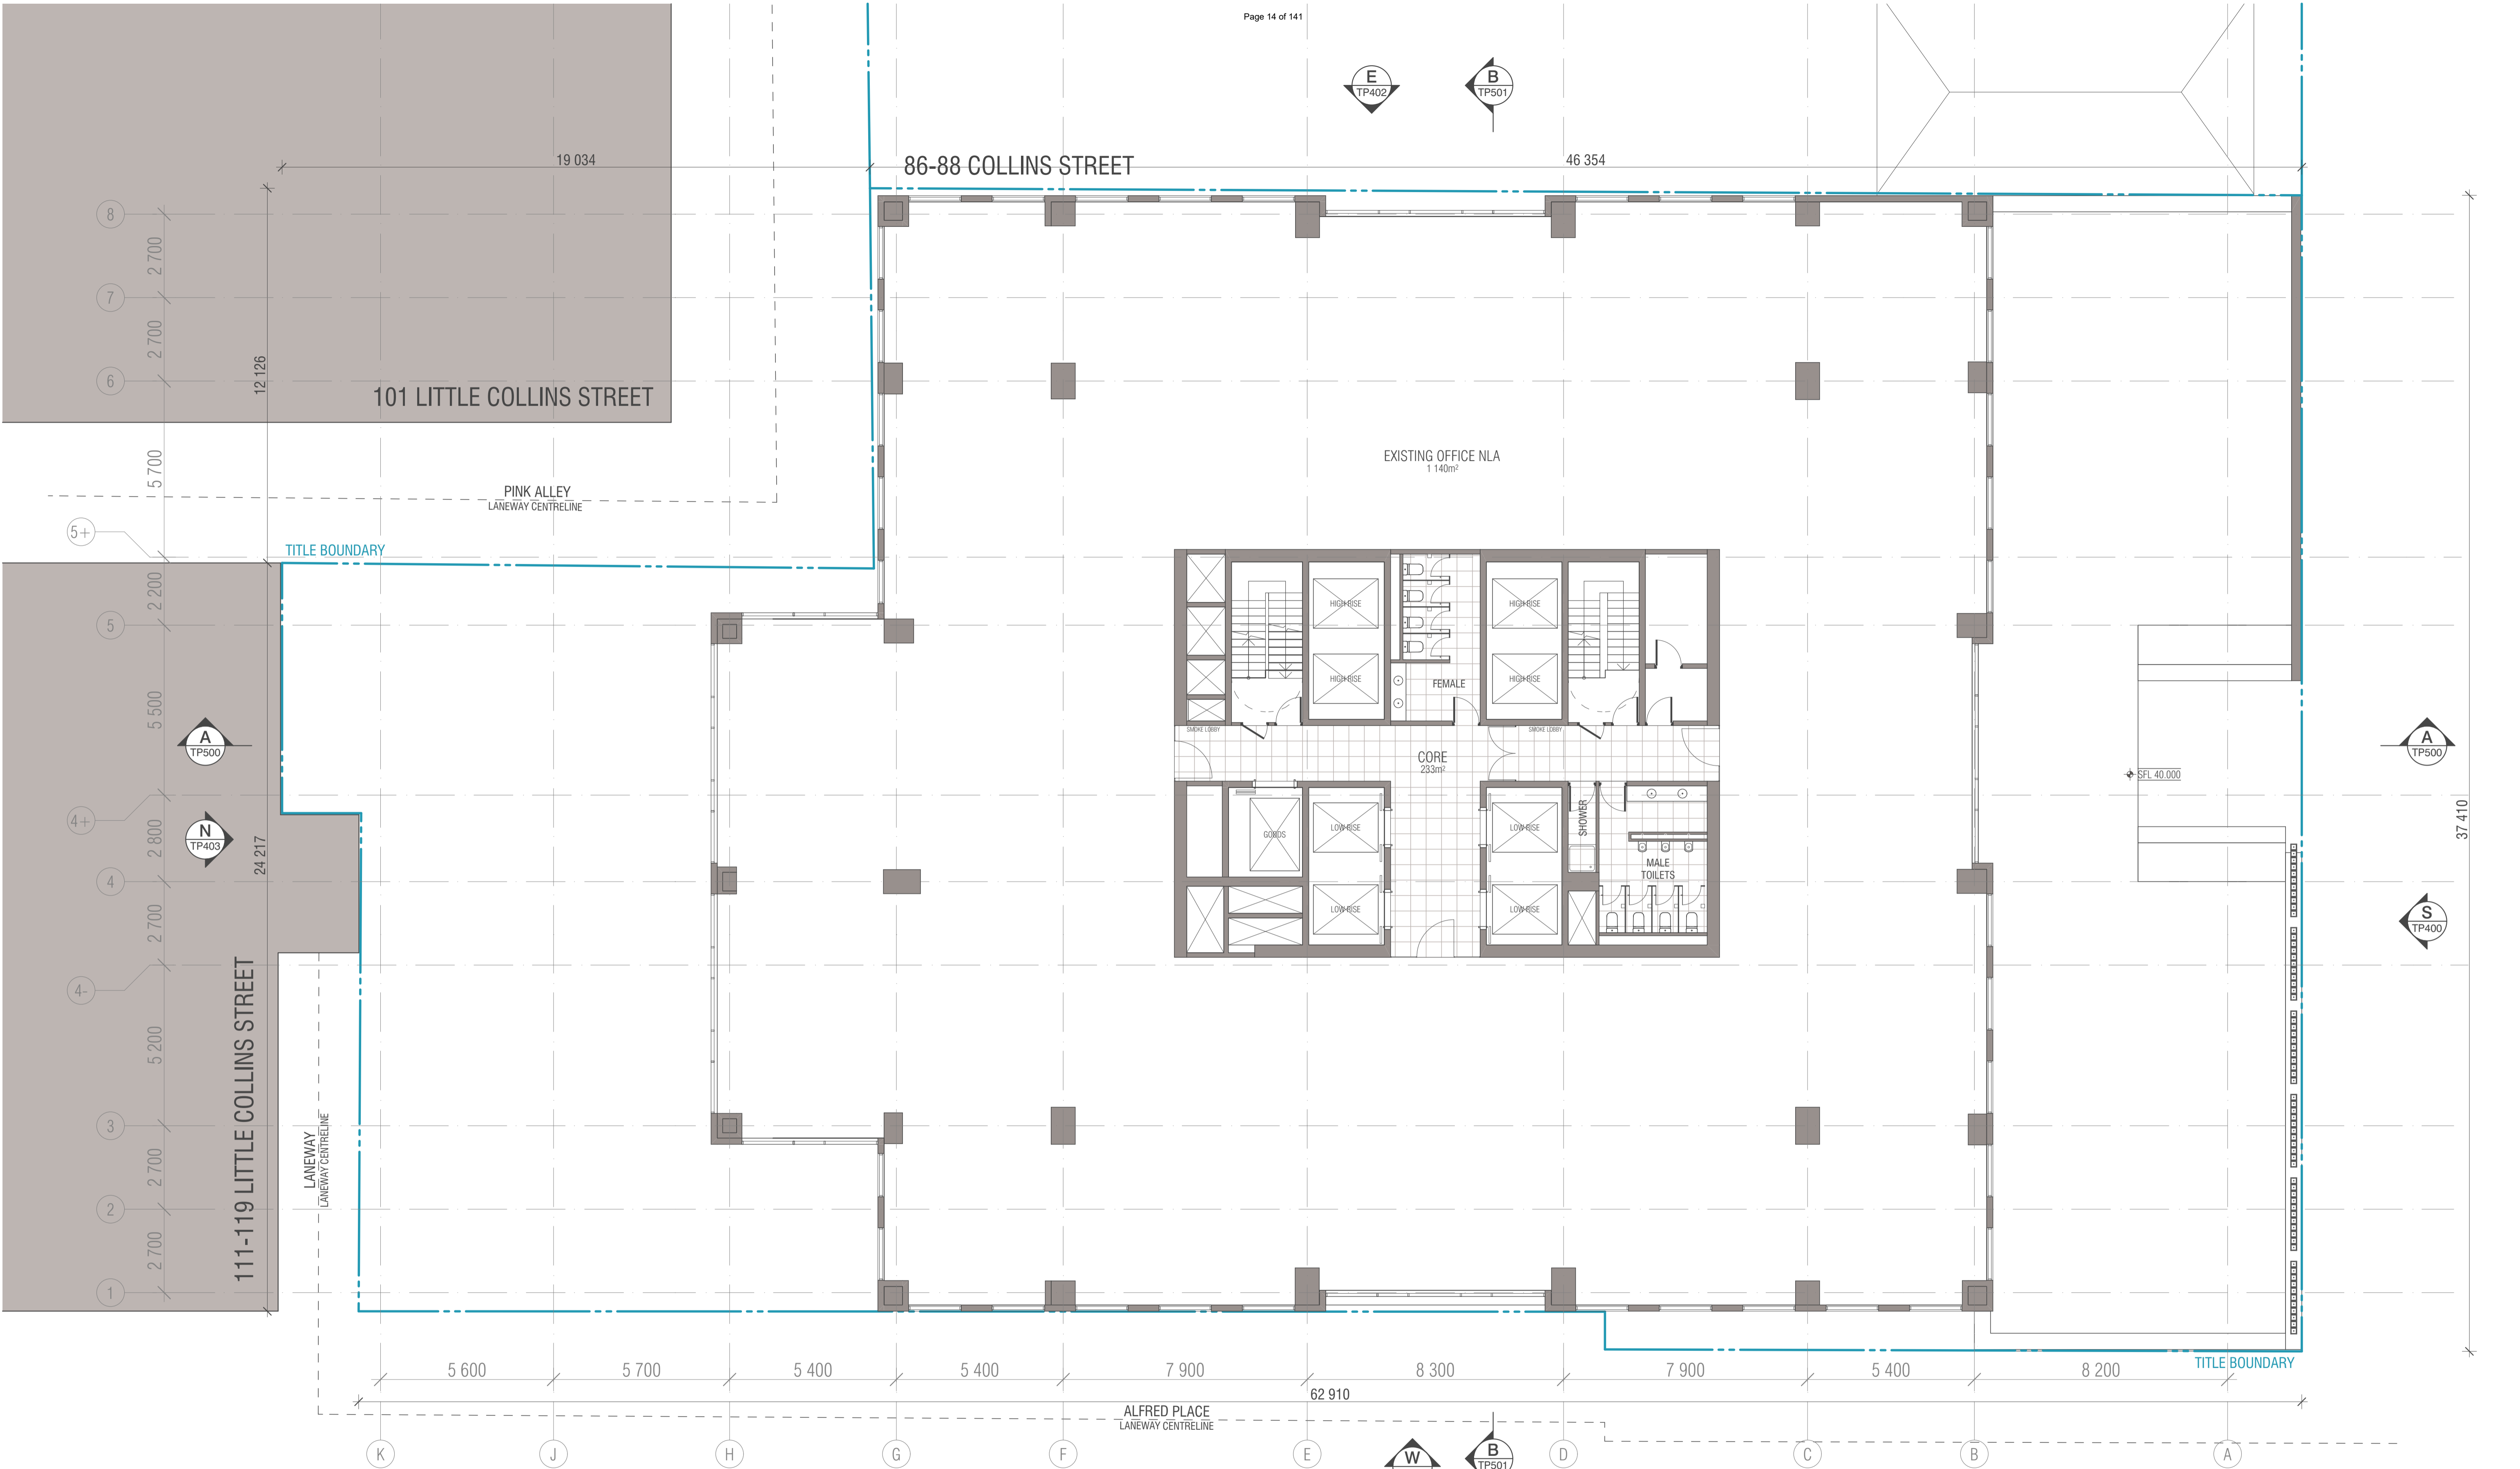 Page 14 of 141
E
TP402
B
TP501
19 034
86-88 COLLINS STREET
46 354
8
2 700
7
2 700
6
12 126
101 LITTLE COLLINS STREET
5 700
EXISTING OFFICE NLA
1 140m²
PINK ALLEY
LANEWAY CENTRELINE
5+
TITLE BOUNDARY
2 200
5
HIGH RISE
HIGH RISE
HIGH RISE
HIGH RISE
FEMALE
5 500
A
TP500
SMOKE LOBBY
SMOKE LOBBY
CORE
233m²
A
TP500
SFL 40.000
4+
N
TP403
2 800
24 217
GOODS
LOW RISE
LOW RISE
SHOWER
37 410
MALE
TOILETS
4
LOW RISE
LOW RISE
S
TP400
2 700
4-
111-119 LITTLE COLLINS STREET
5 200
3
LANEWAY
LANEWAY CENTRELINE
2 700
2
2 700
1
5 600
5 700
5 400
5 400
7 900
8 300
7 900
5 400
8 200
TITLE BOUNDARY
62 910
ALFRED PLACE
LANEWAY CENTRELINE
K
J
H
G
F
E
W
B
TP501
D
C
B
A